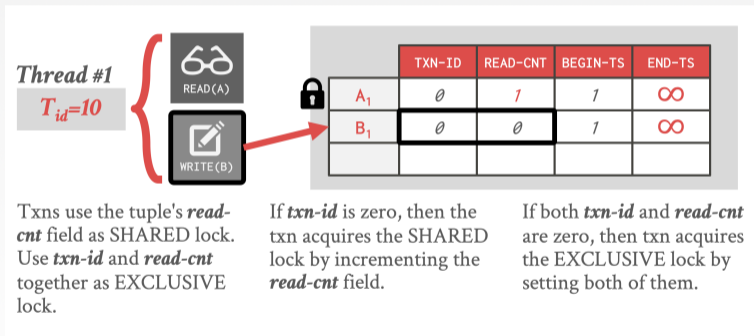 Thread #1
Tid=10
READ(A)
WRITE(B)
TXN-ID READ-CNT BEGIN-TS END-TS
A1 0 1 1 ∞
B1 0 0 1 ∞
Txns use the tuple's read-
cnt field as SHARED lock.
Use txn-id and read-cnt
together as EXCLUSIVE
lock.
If txn-id is zero, then the
txn acquires the SHARED
lock by incrementing the
read-cnt field.
If both txn-id and read-cnt
are zero, then txn acquires
the EXCLUSIVE lock by
setting both of them.